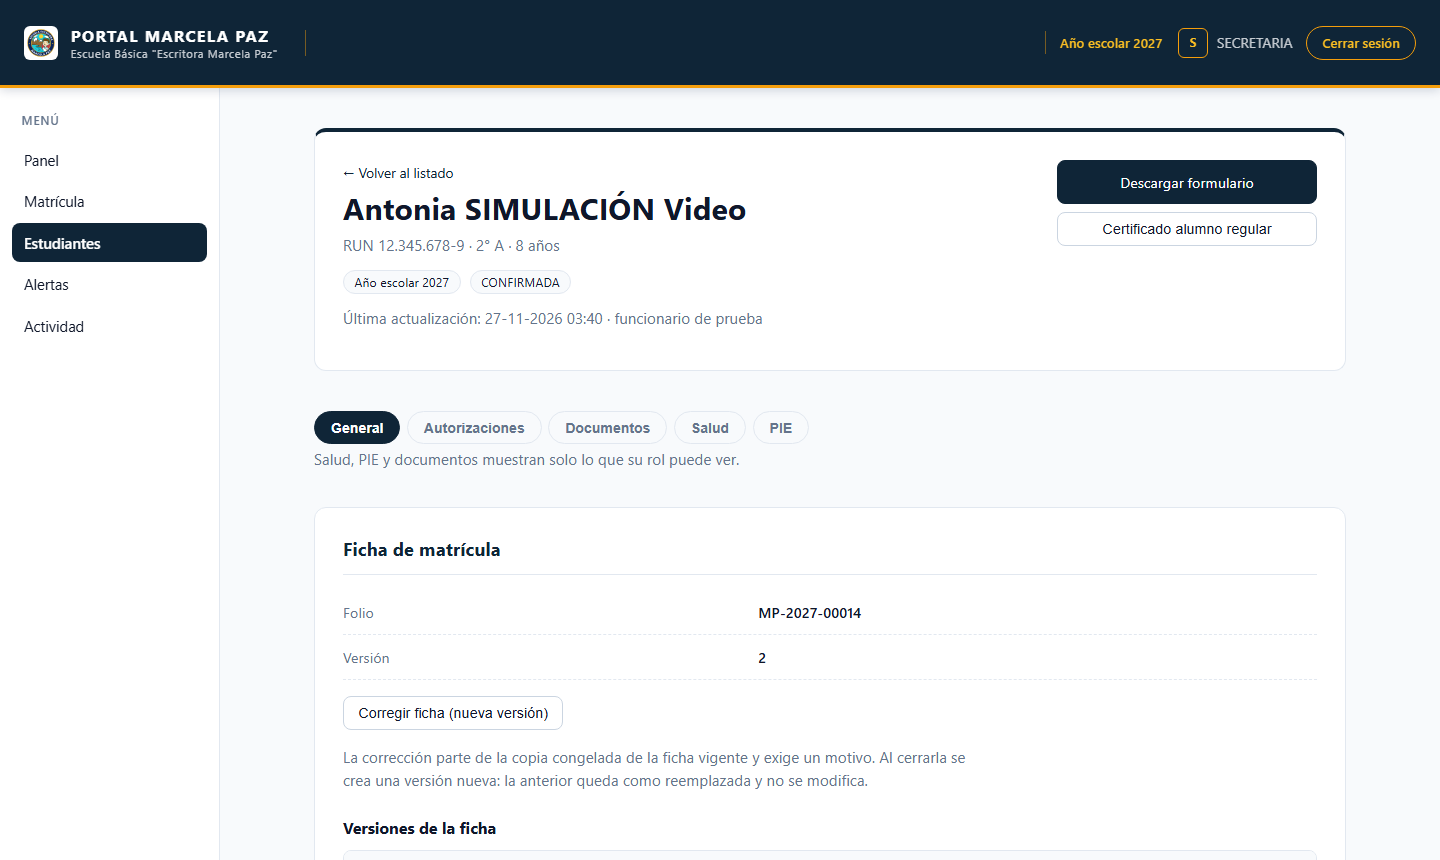 PORTAL MARCELA PAZ
Escuela Básica "Escritora Marcela Paz"
Año escolar 2027
S
SECRETARIA
Cerrar sesión
MENÚ
Panel
Matrícula
Estudiantes
Alertas
Actividad
← Volver al listado
Antonia SIMULACIÓN Video
RUN 12.345.678-9 · 2° A · 8 años
Año escolar 2027
CONFIRMADA
Última actualización: 27-11-2026 03:40 · funcionario de prueba
Descargar formulario
Certificado alumno regular
General
Autorizaciones
Documentos
Salud
PIE
Salud, PIE y documentos muestran solo lo que su rol puede ver.
Ficha de matrícula
Folio MP-2027-00014
Versión 2
Corregir ficha (nueva versión)
La corrección parte de la copia congelada de la ficha vigente y exige un motivo. Al cerrarla se
crea una versión nueva: la anterior queda como reemplazada y no se modifica.
Versiones de la ficha